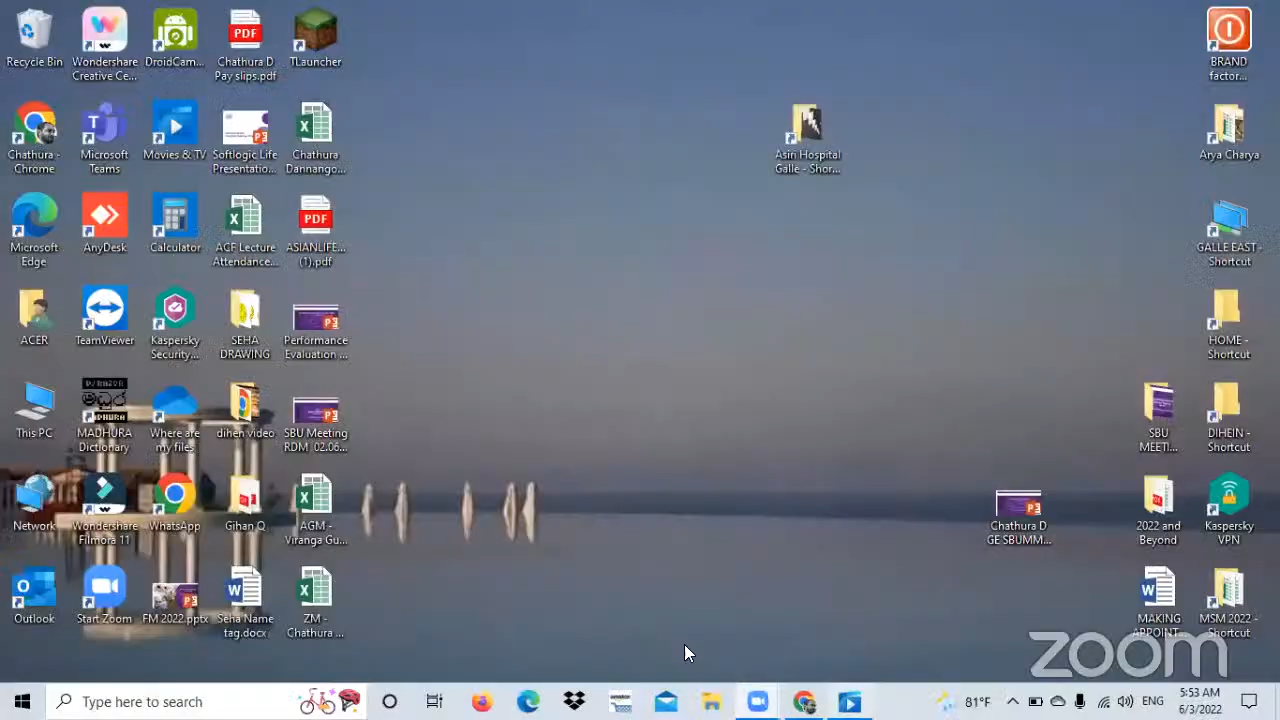 Recycle Bin
Wondershare
Creative Ce...
DroidCam...
PDF
Chathura D
Pay slips.pdf
TLauncher
BRAND
factor...
Chathura -
Chrome
Microsoft
Teams
Movies & TV
Softlogic Life
Presentatio...
Chathura
Dannango...
Asiri Hospital
Galle - Shor...
Arya Charya
Microsoft
Edge
AnyDesk
Calculator
AGF Lecture
Attendance...
PDF
ASIANLIFE...
(1).pdf
GALLE EAST -
Shortcut
ACER
TeamViewer
Kaspersky
Security...
SEHA
DRAWING
Performance
Evaluation ...
HOME -
Shortcut
This PC
මධුර
MADHURA
Dictionary
Where are
my files
dihen video
SBU Meeting
RDM_02.06...
SBU
MEETI...
DIHEIN -
Shortcut
Network
Wondershare
Filmora 11
WhatsApp
Gihan Q
AGM -
Viranga Gu...
Chathura D
GE SBUMM...
2022 and
Beyond
Kaspersky
VPN
Outlook
Start Zoom
FM 2022.pptx
Seha Name
tag.docx
ZM -
Chathura ...
MAKING
APPOINT...
MSM 2022 -
Shortcut
zoom
Type here to search
81°F
ENG
5:53 AM
6/3/2022